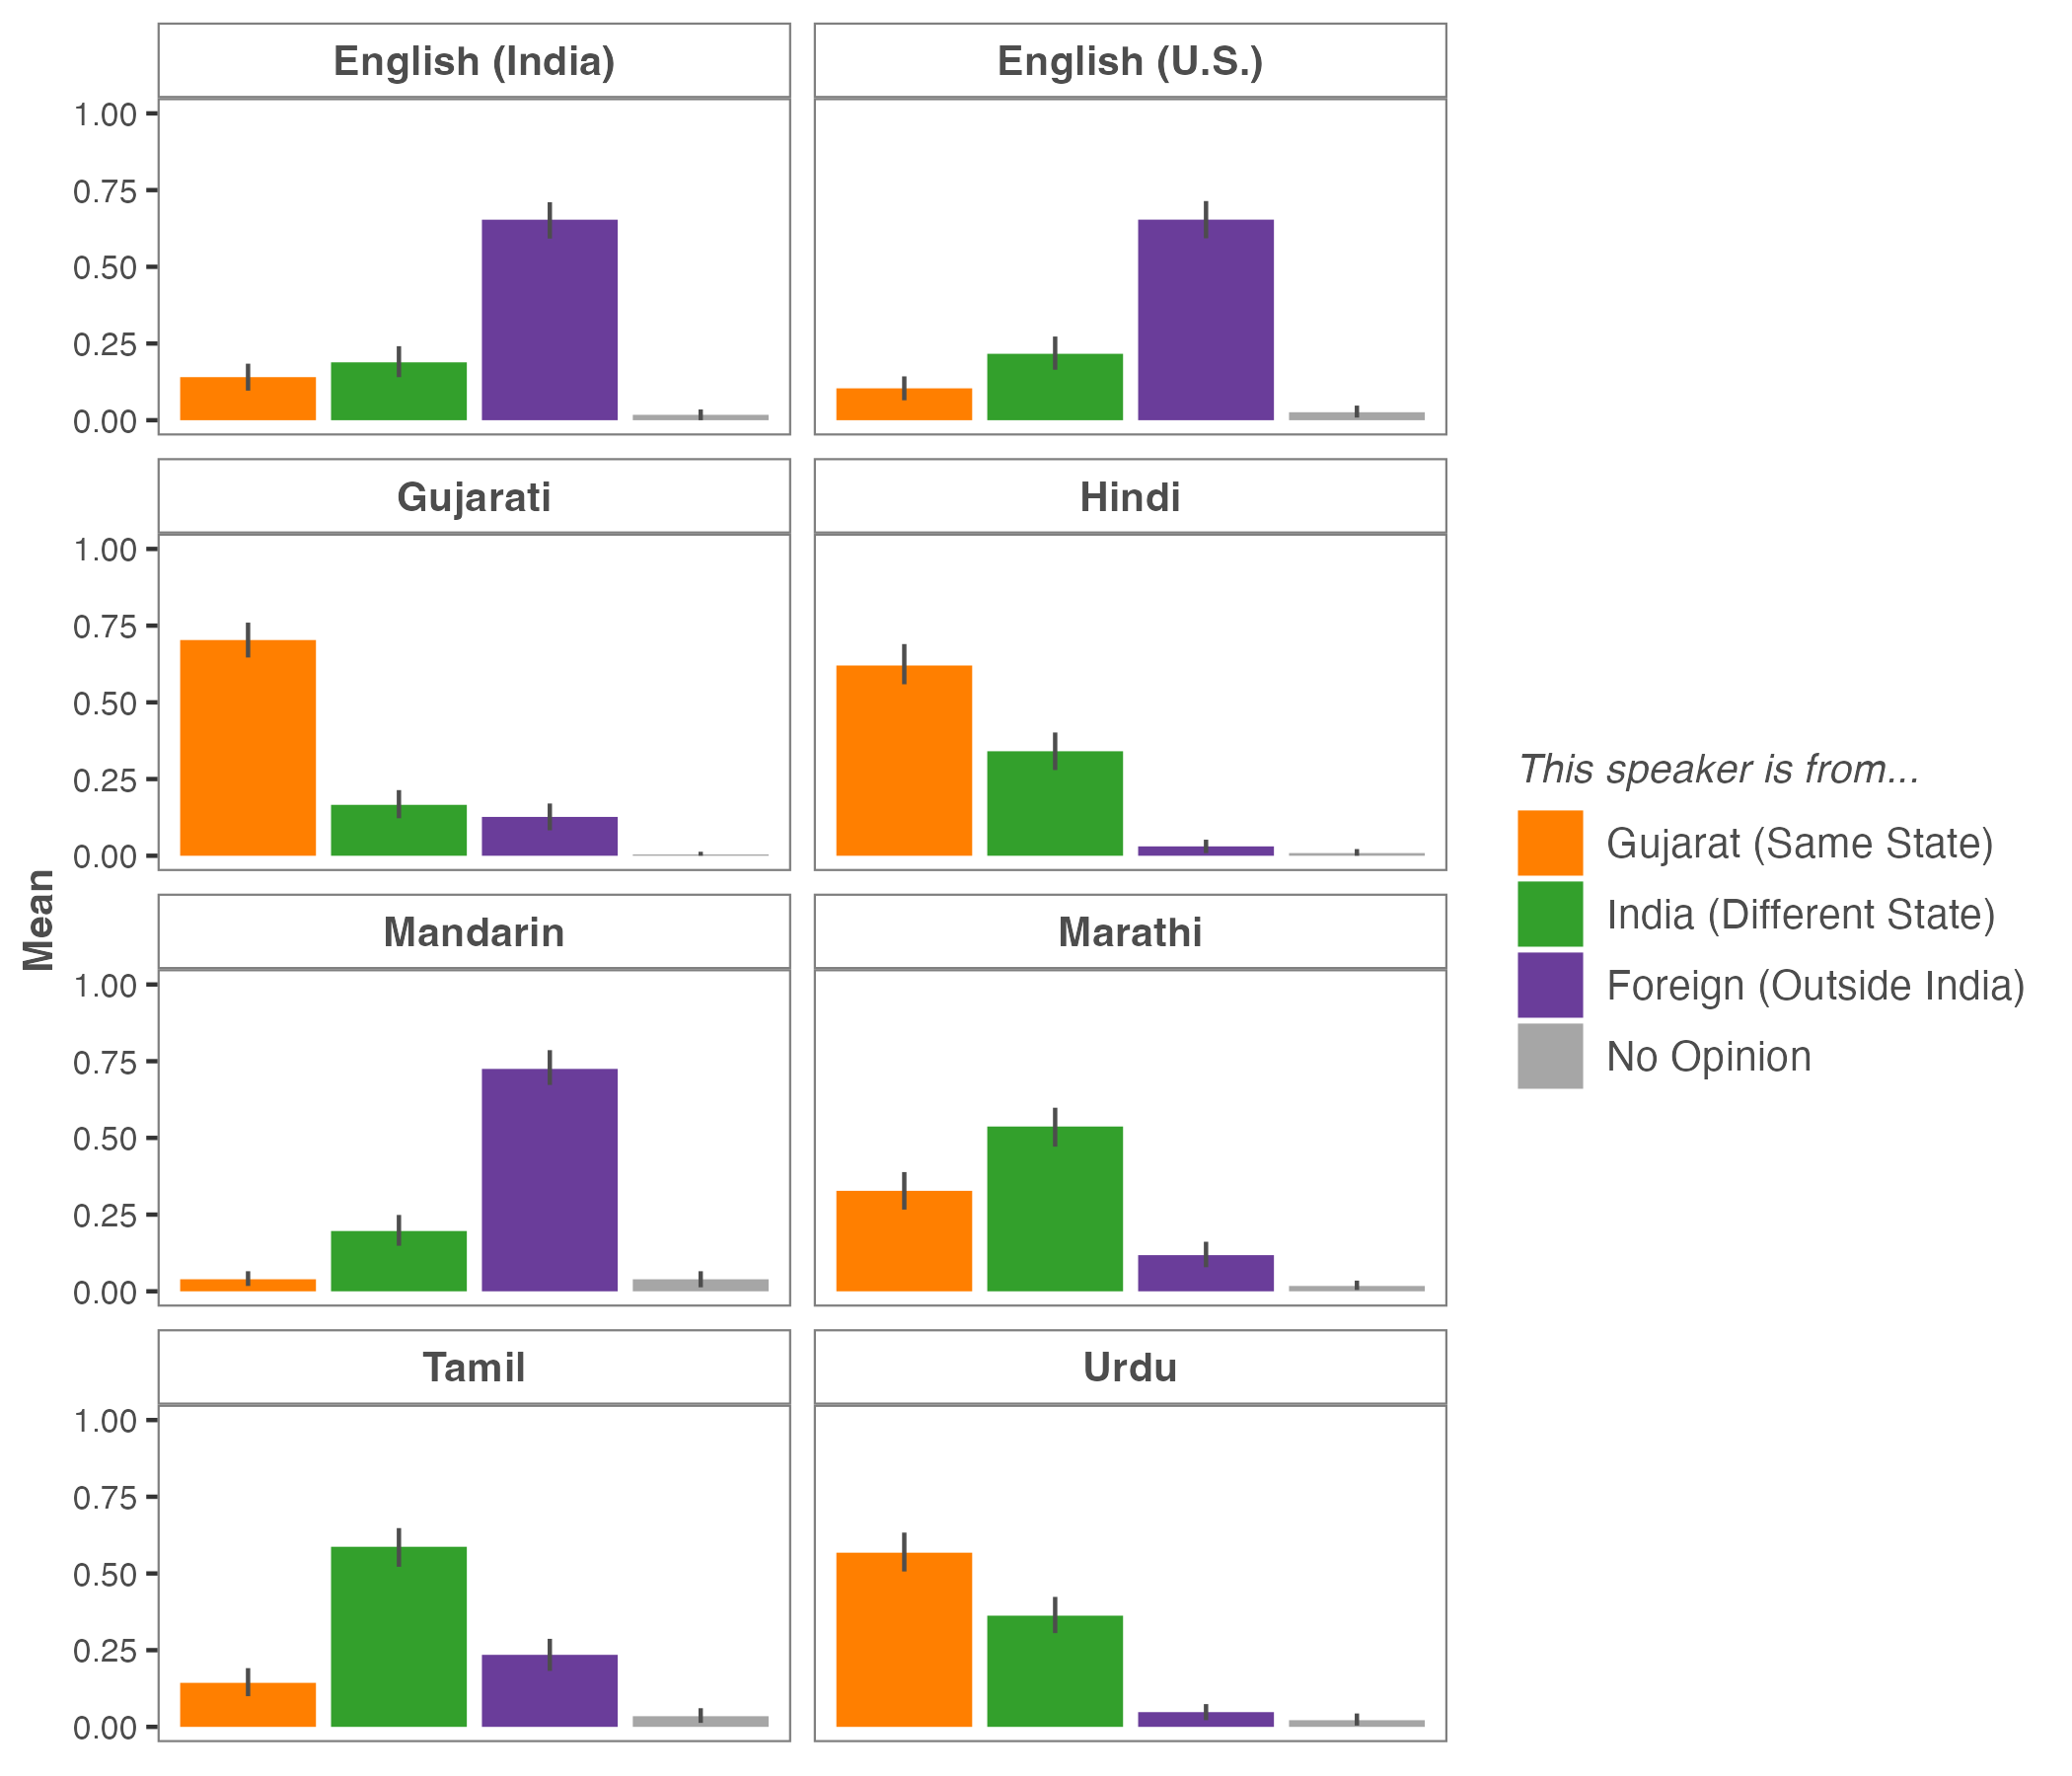 English (India)
English (U.S.)
1.00
0.75
0.50
0.25
0.00
Gujarati
Hindi
1.00
0.75
0.50
0.25
0.00
Mandarin
Marathi
1.00
0.75
0.50
0.25
0.00
Tamil
Urdu
1.00
0.75
0.50
0.25
0.00
Mean
This speaker is from...
Gujarat (Same State)
India (Different State)
Foreign (Outside India)
No Opinion